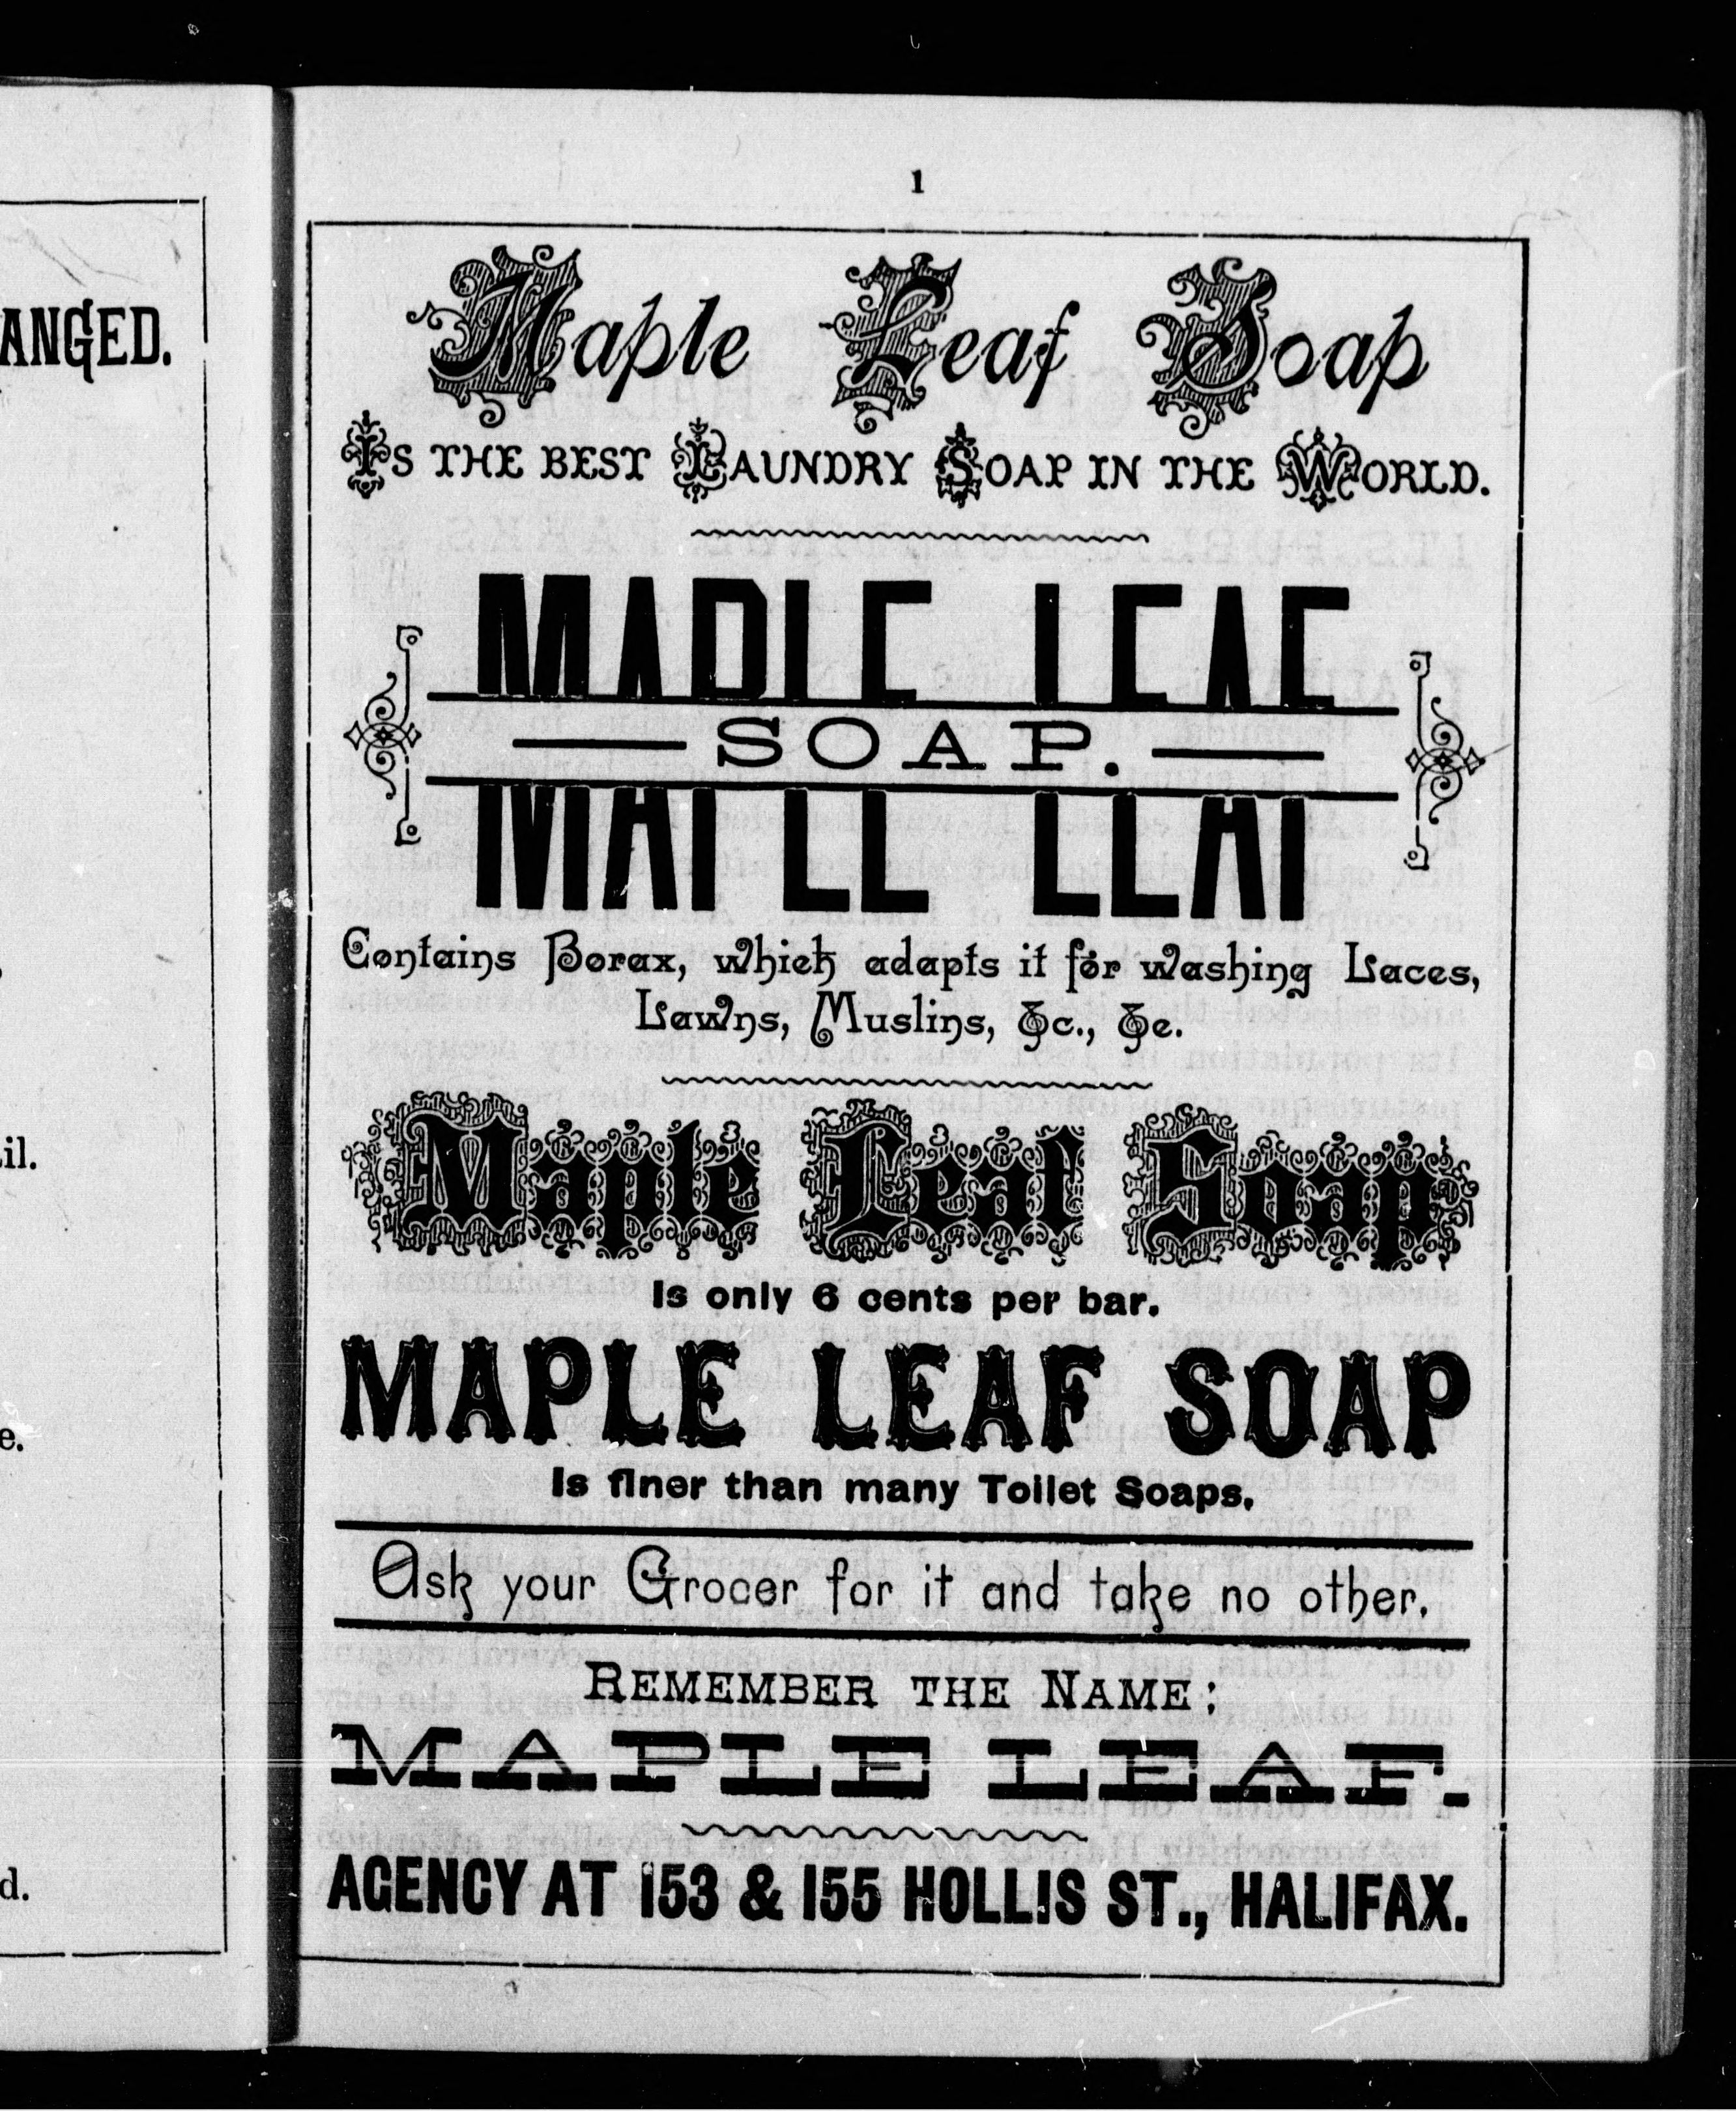 ANGED.
il.
e.
d.
1
Maple Leaf Soap
Is the best Laundry Soap in the World.
MAPLE LEAF
SOAP.
Contains Borax, which adapts it for washing Laces,
Lawns, Muslins, &c., &c.
Maple Leaf Soap
Is only 6 cents per bar.
MAPLE LEAF SOAP
Is finer than many Toilet Soaps.
Ask your Grocer for it and take no other.
REMEMBER THE NAME:
MAPLE LEAF.
AGENCY AT 153 & 155 HOLLIS ST., HALIFAX.